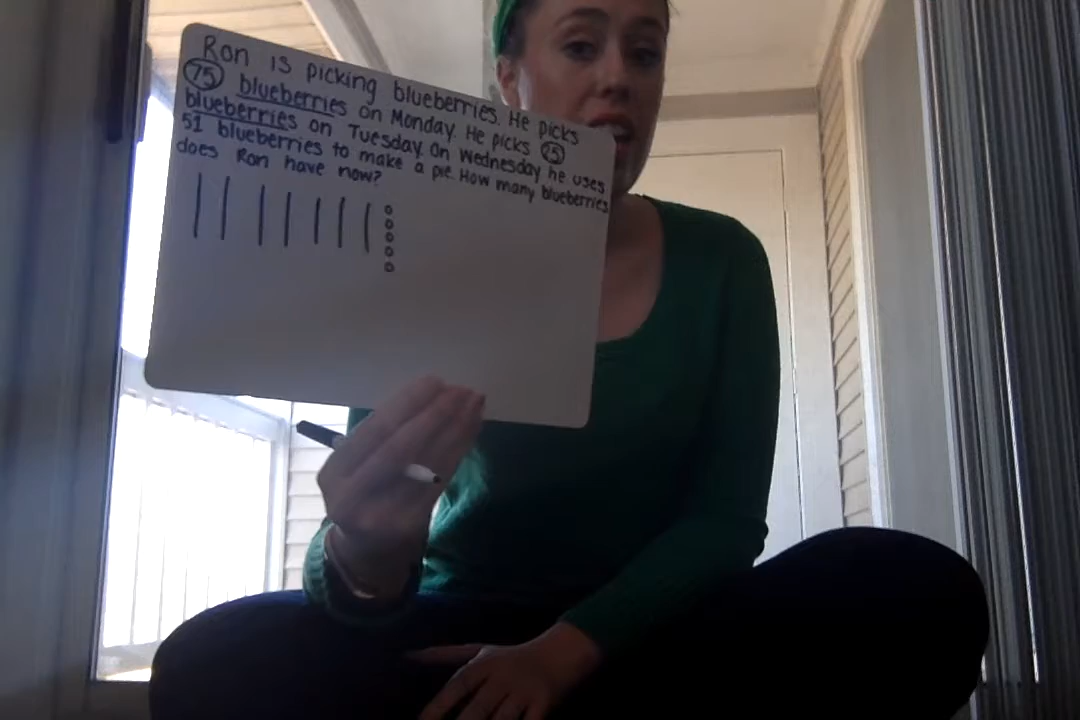 Ron is picking blueberries. He picks
75 blueberries on Monday. He picks 25
blueberries on Tuesday. On Wednesday he uses
51 blueberries to make a pie. How many blueberries
does Ron have now?